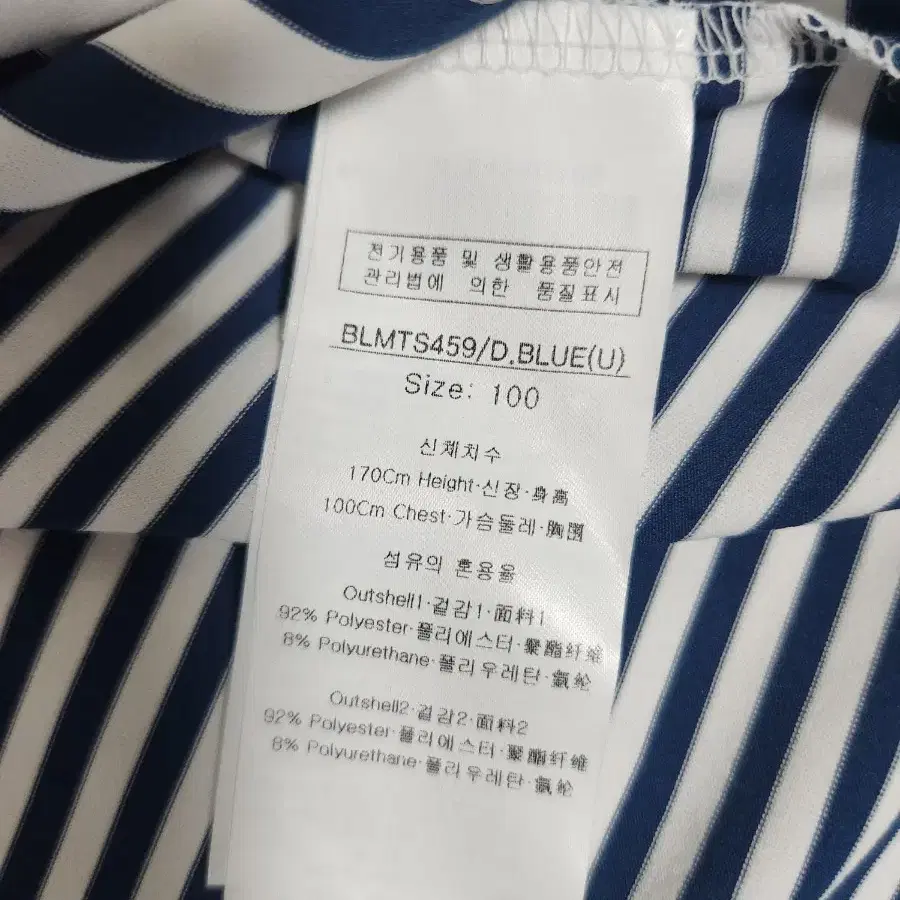 전기용품 및 생활용품안전
관리법에 의한 품질표시
BLMTS459/D.BLUE(U)
Size: 100
신체치수
170Cm Height·신장·身高
100Cm Chest·가슴둘레·胸围
섬유의 혼용율
Outshell1·겉감1·面料1
92% Polyester·폴리에스터·聚酯纤维
8% Polyurethane·폴리우레탄·氨纶
Outshell2·겉감2·面料2
92% Polyester·폴리에스터·聚酯纤维
8% Polyurethane·폴리우레탄·氨纶